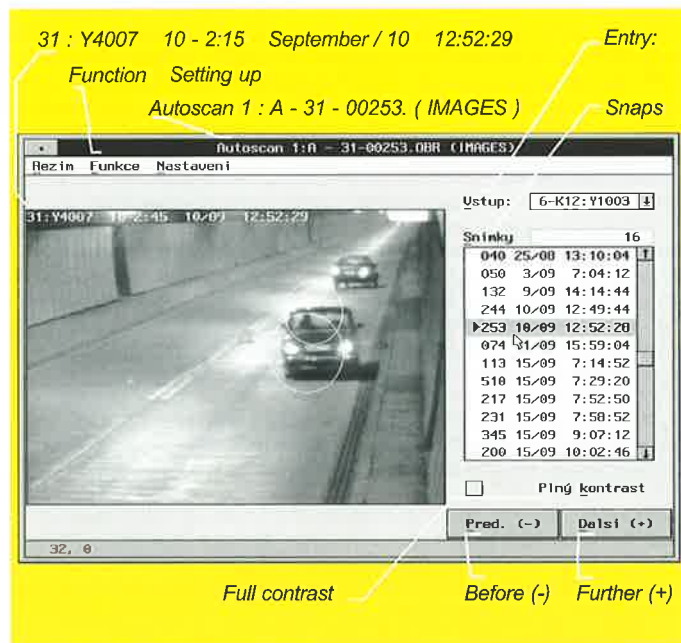 31 : Y4007 10 - 2:15 September / 10 12:52:29 Entry:
Function Setting up
Autoscan 1 : A - 31 - 00253. ( IMAGES ) Snaps
Autoscan 1:A - 31-00253.OBR (IMAGES)
Rezim Funkce Nastaveni
Vstup: 6-K12:Y1003
31:Y4007 10-2:45 10/09 12:52:29
Snimky 16
040 25/08 13:10:04
050 3/09 7:04:12
132 9/09 14:14:44
244 10/09 12:49:44
253 10/09 12:52:28
074 11/09 15:59:04
113 15/09 7:14:52
510 15/09 7:29:20
217 15/09 7:52:50
231 15/09 7:58:52
345 15/09 9:07:12
200 15/09 10:02:46
Plný kontrast
Pred. (-) Dalsi (+)
32, 0
Full contrast Before (-) Further (+)